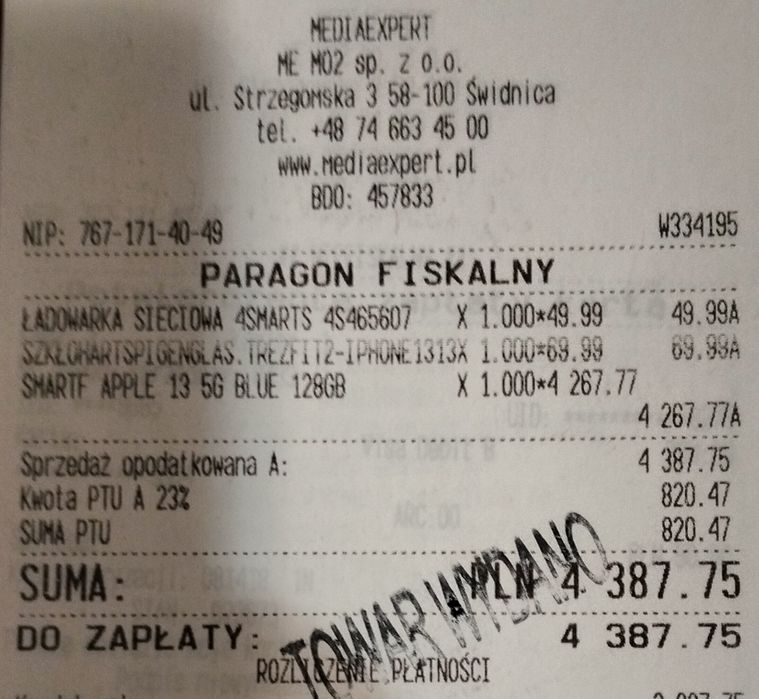 MEDIAEXPERT
ME M02 sp. z o.o.
ul. Strzegomska 3 58-100 Świdnica
tel. +48 74 663 45 00
www.mediaexpert.pl
BDO: 457833
NIP: 767-171-40-49 W334195
PARAGON FISKALNY
ŁADOWARKA SIECIOWA 4SMARTS 4S465607 X 1.000*49.99 49.99A
SZKŁOHARTSPIGENGLAS.TREZFIT2-IPHONE1313X 1.000*69.99 69.99A
SMARTF APPLE 13 5G BLUE 128GB X 1.000*4 267.77
4 267.77A
Sprzedaż opodatkowana A: 4 387.75
Kwota PTU A 23% 820.47
SUMA PTU 820.47
SUMA: PLN 4 387.75
DO ZAPŁATY: 4 387.75
TOWAR WYDANO
ROZLICZENIE PŁATNOŚCI